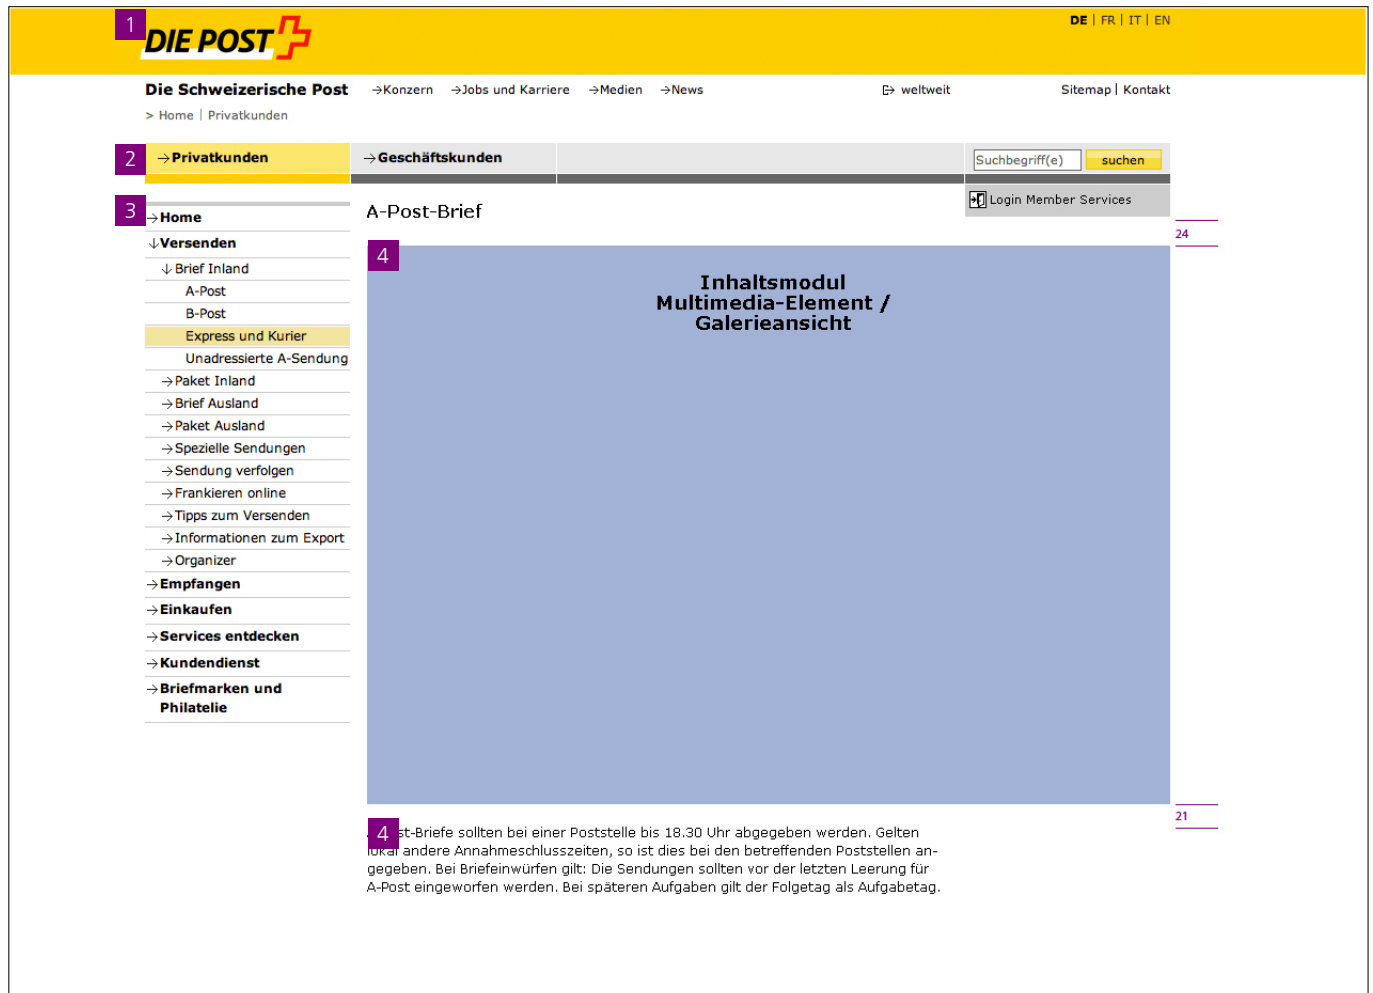 1
DIE POST
DE | FR | IT | EN
Die Schweizerische Post →Konzern →Jobs und Karriere →Medien →News weltweit Sitemap | Kontakt
> Home | Privatkunden
2 →Privatkunden →Geschäftskunden Suchbegriff(e) suchen
Login Member Services
3
→Home
↓Versenden
↓Brief Inland
A-Post
B-Post
Express und Kurier
Unadressierte A-Sendung
→Paket Inland
→Brief Ausland
→Paket Ausland
→Spezielle Sendungen
→Sendung verfolgen
→Frankieren online
→Tipps zum Versenden
→Informationen zum Export
→Organizer
→Empfangen
→Einkaufen
→Services entdecken
→Kundendienst
→Briefmarken und
Philatelie
A-Post-Brief
24
4
Inhaltsmodul
Multimedia-Element /
Galerieansicht
21
4
st-Briefe sollten bei einer Poststelle bis 18.30 Uhr abgegeben werden. Gelten
lokal andere Annahmeschlusszeiten, so ist dies bei den betreffenden Poststellen an-
gegeben. Bei Briefeinwürfen gilt: Die Sendungen sollten vor der letzten Leerung für
A-Post eingeworfen werden. Bei späteren Aufgaben gilt der Folgetag als Aufgabetag.